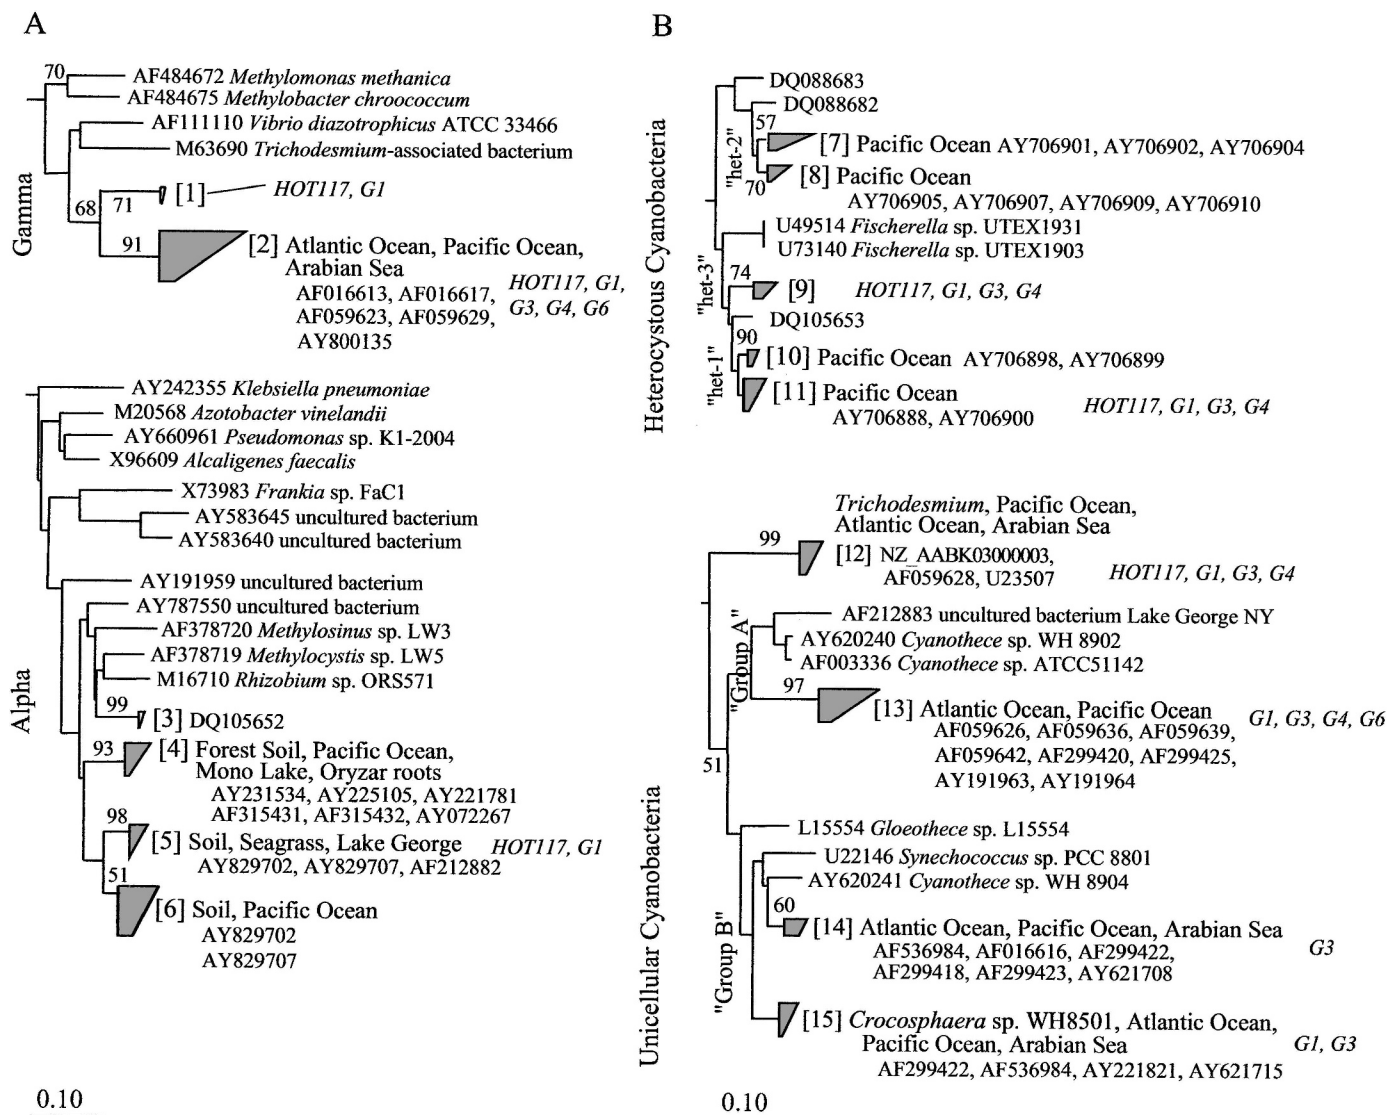 A
70
AF484672 Methylomonas methanica
AF484675 Methylobacter chroococcum
AF111110 Vibrio diazotrophicus ATCC 33466
M63690 Trichodesmium-associated bacterium
Gamma
68
71
[1]
HOT117, G1
91
[2] Atlantic Ocean, Pacific Ocean,
Arabian Sea
AF016613, AF016617,
AF059623, AF059629,
AY800135
HOT117, G1,
G3, G4, G6
AY242355 Klebsiella pneumoniae
M20568 Azotobacter vinelandii
AY660961 Pseudomonas sp. K1-2004
X96609 Alcaligenes faecalis
X73983 Frankia sp. FaC1
AY583645 uncultured bacterium
AY583640 uncultured bacterium
AY191959 uncultured bacterium
AY787550 uncultured bacterium
AF378720 Methylosinus sp. LW3
AF378719 Methylocystis sp. LW5
M16710 Rhizobium sp. ORS571
Alpha
99
[3] DQ105652
93
[4] Forest Soil, Pacific Ocean,
Mono Lake, Oryzar roots
AY231534, AY225105, AY221781
AF315431, AF315432, AY072267
98
[5] Soil, Seagrass, Lake George
HOT117, G1
AY829702, AY829707, AF212882
51
[6] Soil, Pacific Ocean
AY829702
AY829707
0.10
B
Heterocystous Cyanobacteria
DQ088683
DQ088682
"het-2"
57
[7] Pacific Ocean AY706901, AY706902, AY706904
70
[8] Pacific Ocean
AY706905, AY706907, AY706909, AY706910
U49514 Fischerella sp. UTEX1931
U73140 Fischerella sp. UTEX1903
"het-3"
74
[9]
HOT117, G1, G3, G4
DQ105653
"het-1"
90
[10] Pacific Ocean AY706898, AY706899
[11] Pacific Ocean
AY706888, AY706900
HOT117, G1, G3, G4
Unicellular Cyanobacteria
Trichodesmium, Pacific Ocean,
Atlantic Ocean, Arabian Sea
99
[12] NZ_AABK03000003,
AF059628, U23507
HOT117, G1, G3, G4
"Group A"
AF212883 uncultured bacterium Lake George NY
AY620240 Cyanothece sp. WH 8902
AF003336 Cyanothece sp. ATCC51142
97
[13] Atlantic Ocean, Pacific Ocean
G1, G3, G4, G6
AF059626, AF059636, AF059639,
AF059642, AF299420, AF299425,
AY191963, AY191964
51
"Group B"
L15554 Gloeothece sp. L15554
U22146 Synechococcus sp. PCC 8801
AY620241 Cyanothece sp. WH 8904
60
[14] Atlantic Ocean, Pacific Ocean, Arabian Sea
AF536984, AF016616, AF299422,
AF299418, AF299423, AY621708
G3
[15] Crocosphaera sp. WH8501, Atlantic Ocean,
Pacific Ocean, Arabian Sea
G1, G3
AF299422, AF536984, AY221821, AY621715
0.10